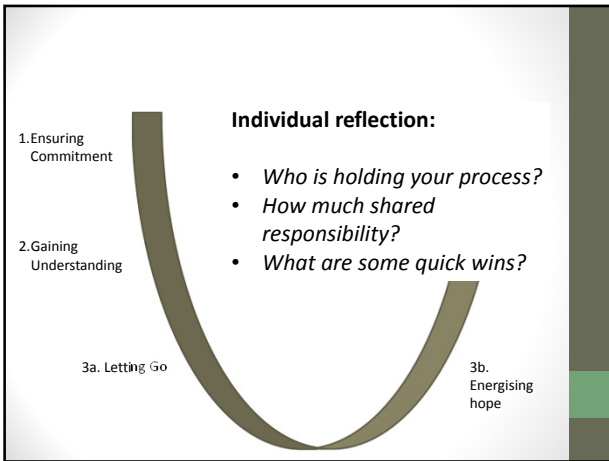 Individual reflection:
1.Ensuring
Commitment
• Who is holding your process?
• How much shared
responsibility?
• What are some quick wins?
2.Gaining
Understanding
3a. Letting Go
3b.
Energising
hope